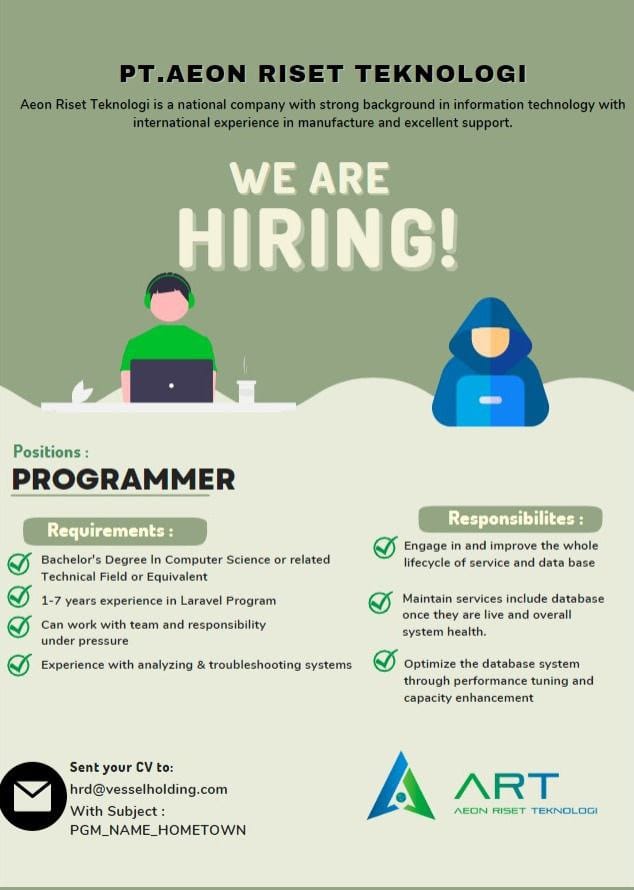 PT.AEON RISET TEKNOLOGI
Aeon Riset Teknologi is a national company with strong background in information technology with
international experience in manufacture and excellent support.
WE ARE
HIRING!
Positions :
PROGRAMMER
Requirements :
Bachelor's Degree In Computer Science or related
Technical Field or Equivalent
1-7 years experience in Laravel Program
Can work with team and responsibility
under pressure
Experience with analyzing & troubleshooting systems
Responsibilites :
Engage in and improve the whole
lifecycle of service and data base
Maintain services include database
once they are live and overall
system health.
Optimize the database system
through performance tuning and
capacity enhancement
Sent your CV to:
hrd@vesselholding.com
With Subject :
PGM_NAME_HOMETOWN
ART
AEON RISET TEKNOLOGI